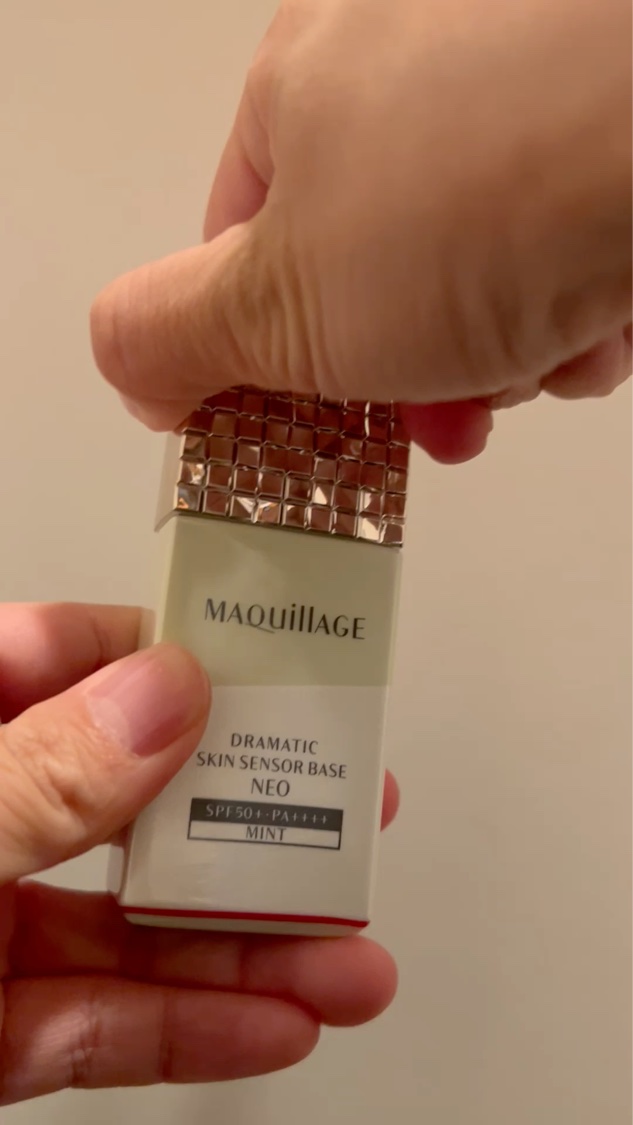 MAQuillAGE
DRAMATIC
SKIN SENSOR BASE
NEO
SPF50+·PA++++
MINT